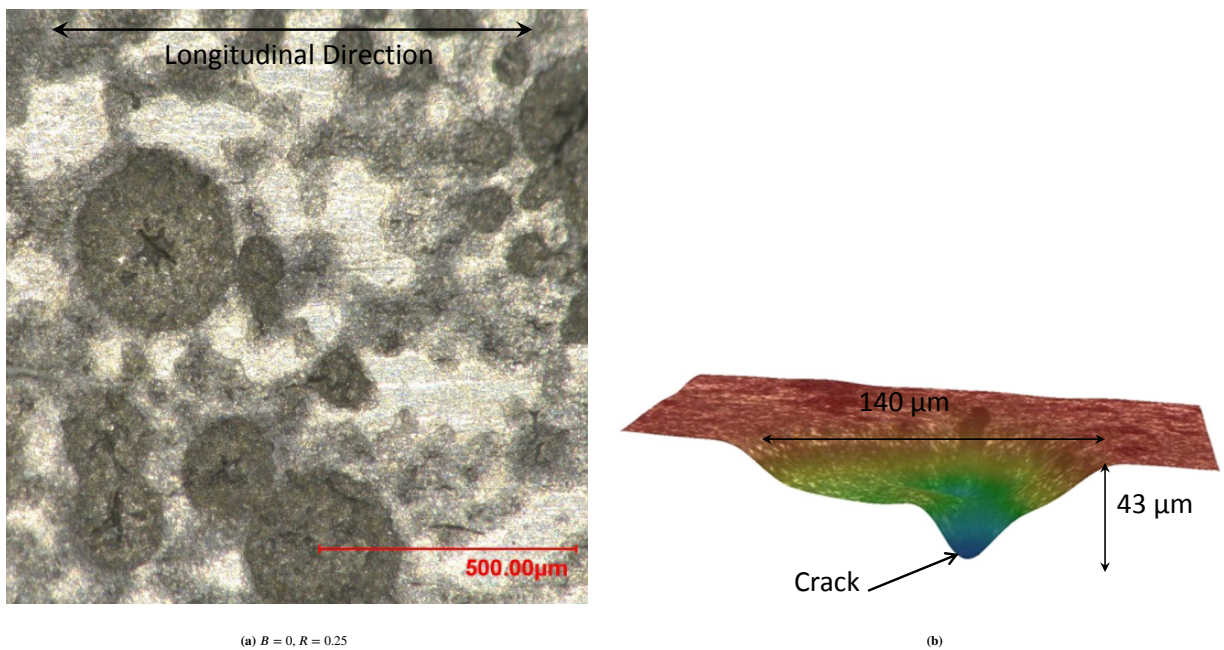 Longitudinal Direction
500.00µm
140 µm
43 µm
Crack
(a) B = 0, R = 0.25
(b)